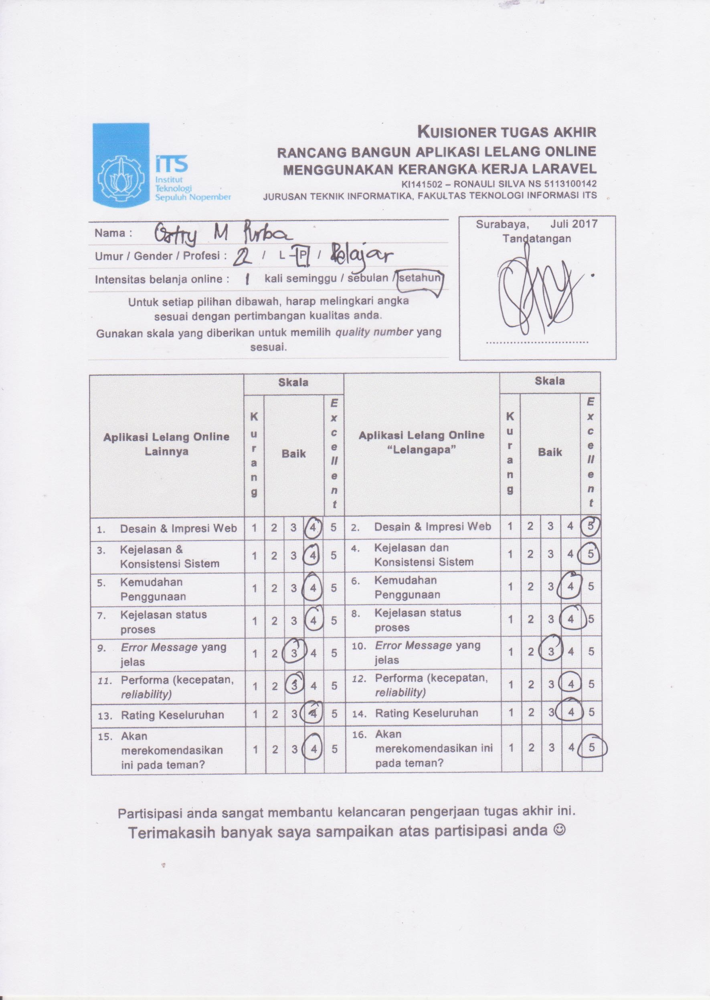 KUISIONER TUGAS AKHIR
RANCANG BANGUN APLIKASI LELANG ONLINE
MENGGUNAKAN KERANGKA KERJA LARAVEL
KI141502 – RONAULI SILVA NS 5113100142
JURUSAN TEKNIK INFORMATIKA, FAKULTAS TEKNOLOGI INFORMASI ITS
iTS
Institut
Teknologi
Sepuluh Nopember
Nama : Ostry M Purba
Umur / Gender / Profesi : 22 / L - P / Pelajar
Intensitas belanja online : 1 kali seminggu / sebulan / setahun
Untuk setiap pilihan dibawah, harap melingkari angka
sesuai dengan pertimbangan kualitas anda.
Gunakan skala yang diberikan untuk memilih quality number yang
sesuai.
Surabaya, Juli 2017
Tandatangan
Aplikasi Lelang Online
Lainnya
Skala
Kurang
Baik
Excellent
Aplikasi Lelang Online
“Lelangapa”
Skala
Kurang
Baik
Excellent
1. Desain & Impresi Web 1 2 3 4 5 2. Desain & Impresi Web 1 2 3 4 5
3. Kejelasan &
Konsistensi Sistem 1 2 3 4 5
4. Kejelasan dan
Konsistensi Sistem 1 2 3 4 5
5. Kemudahan
Penggunaan 1 2 3 4 5
6. Kemudahan
Penggunaan 1 2 3 4 5
7. Kejelasan status
proses 1 2 3 4 5
8. Kejelasan status
proses 1 2 3 4 5
9. Error Message yang
jelas 1 2 3 4 5
10. Error Message yang
jelas 1 2 3 4 5
11. Performa (kecepatan,
reliability) 1 2 3 4 5
12. Performa (kecepatan,
reliability) 1 2 3 4 5
13. Rating Keseluruhan 1 2 3 4 5 14. Rating Keseluruhan 1 2 3 4 5
15. Akan
merekomendasikan 1 2 3 4 5
ini pada teman?
16. Akan
merekomendasikan ini 1 2 3 4 5
pada teman?
Partisipasi anda sangat membantu kelancaran pengerjaan tugas akhir ini.
Terimakasih banyak saya sampaikan atas partisipasi anda ☺